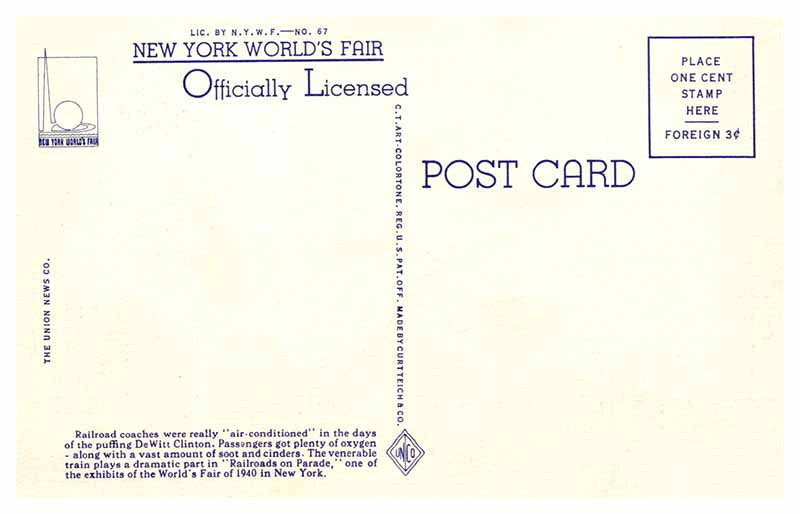 LIC. BY N.Y.W.F.—NO. 67
NEW YORK WORLD'S FAIR
Officially Licensed
NEW YORK WORLD'S FAIR
PLACE
ONE CENT
STAMP
HERE
FOREIGN 3¢
POST CARD
C.T.ART-COLORTONE, REG. U.S. PAT. OFF. MADE BY CURT TEICH & CO.
THE UNION NEWS CO.
Railroad coaches were really "air-conditioned" in the days
of the puffing DeWitt Clinton. Passengers got plenty of oxygen
- along with a vast amount of soot and cinders. The venerable
train plays a dramatic part in "Railroads on Parade," one of
the exhibits of the World's Fair of 1940 in New York.
UNCO